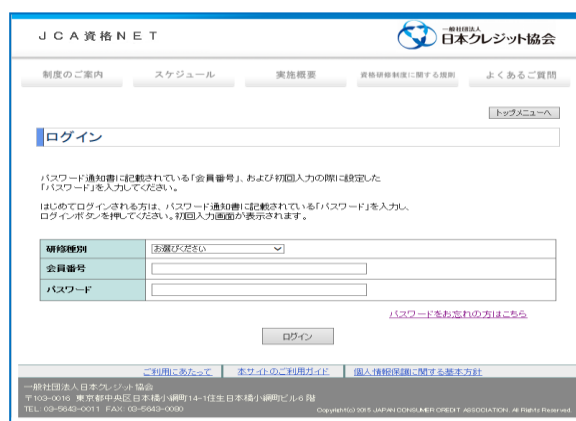 JCA資格NET
一般社団法人
日本クレジット協会
制度のご案内 スケジュール 実施概要 資格研修制度に関する規則 よくあるご質問
トップメニューへ
ログイン
パスワード通知書に記載されている「会員番号」、および初回入力の際に設定した
「パスワード」を入力してください。
はじめてログインされる方は、パスワード通知書に記載されている「パスワード」を入力し、
ログインボタンを押してください。初回入力画面が表示されます。
研修種別 お選びください
会員番号
パスワード
パスワードをお忘れの方はこちら
ログイン
ご利用にあたって 本サイトのご利用ガイド 個人情報保護に関する基本方針
一般社団法人日本クレジット協会
〒103-0016 東京都中央区日本橋小網町14-1住生日本橋小網町ビル6階
TEL: 03-5643-0011 FAX: 03-5643-0080
Copyright(c) 2015 JAPAN CONSUMER CREDIT ASSOCIATION. All Rights Reserved.